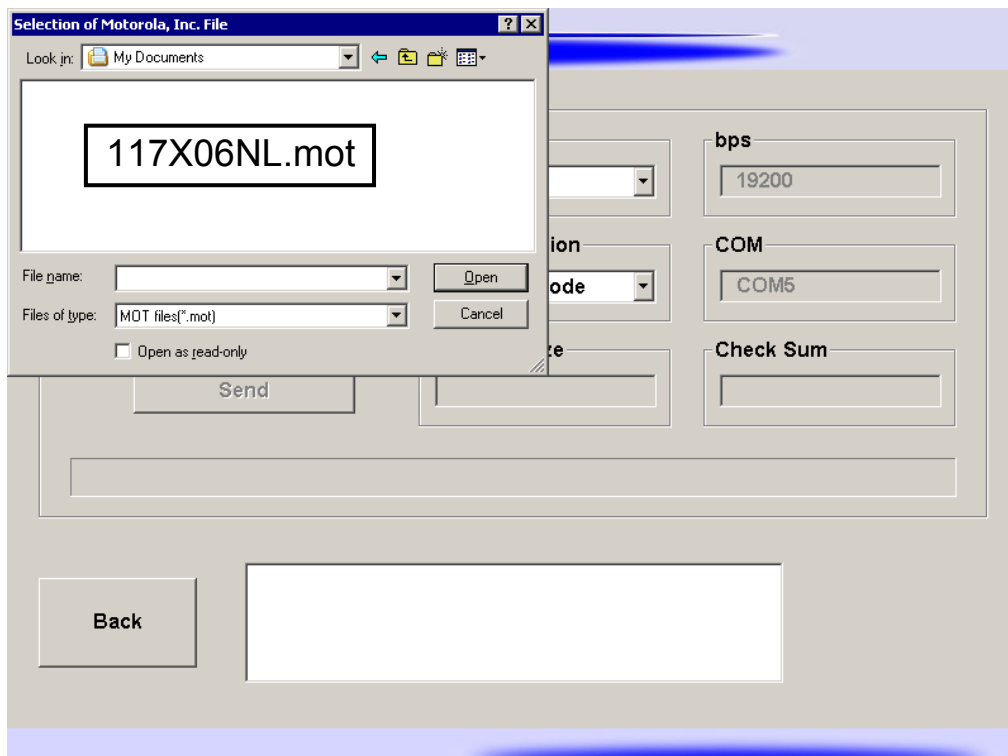 Selection of Motorola, Inc. File
Look in: My Documents
117X06NL.mot
File name:
Open
Files of type: MOT files(*.mot)
Cancel
Open as read-only
bps
19200
ion
COM
ode
COM5
ze
Check Sum
Send
Back